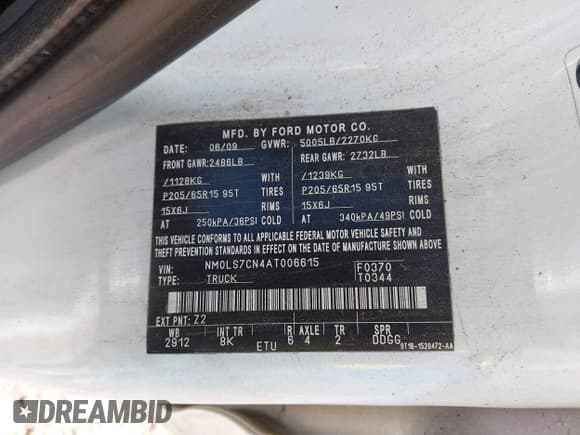 MFD. BY FORD MOTOR CO.
DATE: 06/09 GVWR: 5005LB/2270KG
FRONT GAWR: 2486LB REAR GAWR: 2732LB
/1128KG /1239KG
P205/65R15 95T TIRES P205/65R15 95T TIRES
15X6J RIMS 15X6J RIMS
AT 250kPA/36PSI COLD AT 340kPA/49PSI COLD
THIS VEHICLE CONFORMS TO ALL APPLICABLE FEDERAL MOTOR VEHICLE
SAFETY STANDARDS IN EFFECT ON THE DATE OF MANUFACTURE SHOWN ABOVE. AND
THEFT PREVENTION
VIN: NM0LS7CN4AT006615 F0370
TYPE: TRUCK T0344
EXT PNT: Z2
WB INT TR R AXLE TR SPR
2912 8K 6 4 2 DDGG
ETU 9T16-1520472-AA
DREAMBID